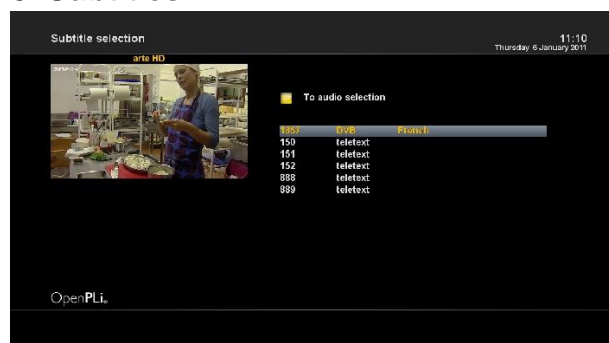 Subtitle selection
11:10
Thursday 6 January 2011
arte HD
To audio selection
1857 DVB French
150 teletext
151 teletext
152 teletext
888 teletext
889 teletext
OpenPLi®